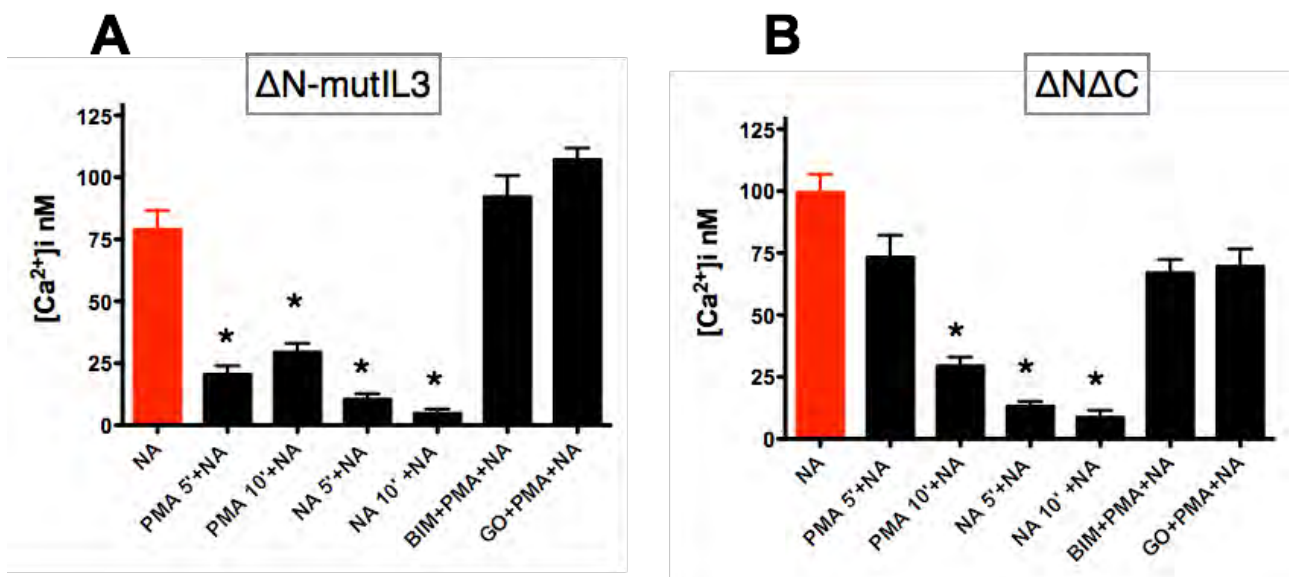 A
ΔN-mutIL3
[Ca²⁺]i nM
125
100
75
50
25
0
*
*
*
*
NA
PMA 5'+NA
PMA 10'+NA
NA 5'+NA
NA 10' +NA
BIM+PMA+NA
GO+PMA+NA
B
ΔNΔC
[Ca²⁺]i nM
125
100
75
50
25
0
*
*
*
NA
PMA 5'+NA
PMA 10'+NA
NA 5'+NA
NA 10' +NA
BIM+PMA+NA
GO+PMA+NA